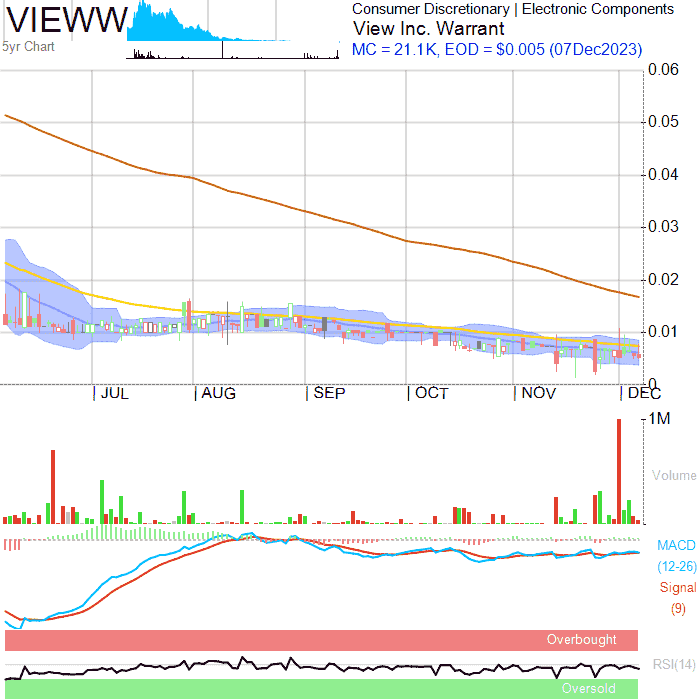 VIEWW
5yr Chart
Consumer Discretionary | Electronic Components
View Inc. Warrant
MC = 21.1K, EOD = $0.005 (07Dec2023)
0.06
0.05
0.04
0.03
0.02
0.01
0
JUL AUG SEP OCT NOV DEC
1M
Volume
MACD
(12-26)
Signal
(9)
Overbought
RSI(14)
Oversold